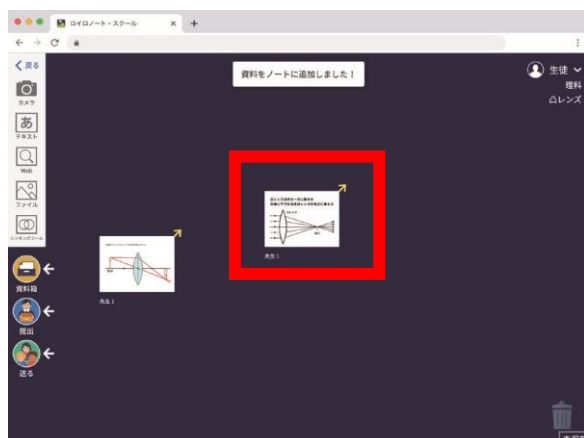 ロイロノート・スクール
戻る
資料をノートに追加しました！
生徒
理科
凸レンズ
カメラ
あ
テキスト
Web
ファイル
シンキングツール
資料箱
提出
送る
先生1
先生1